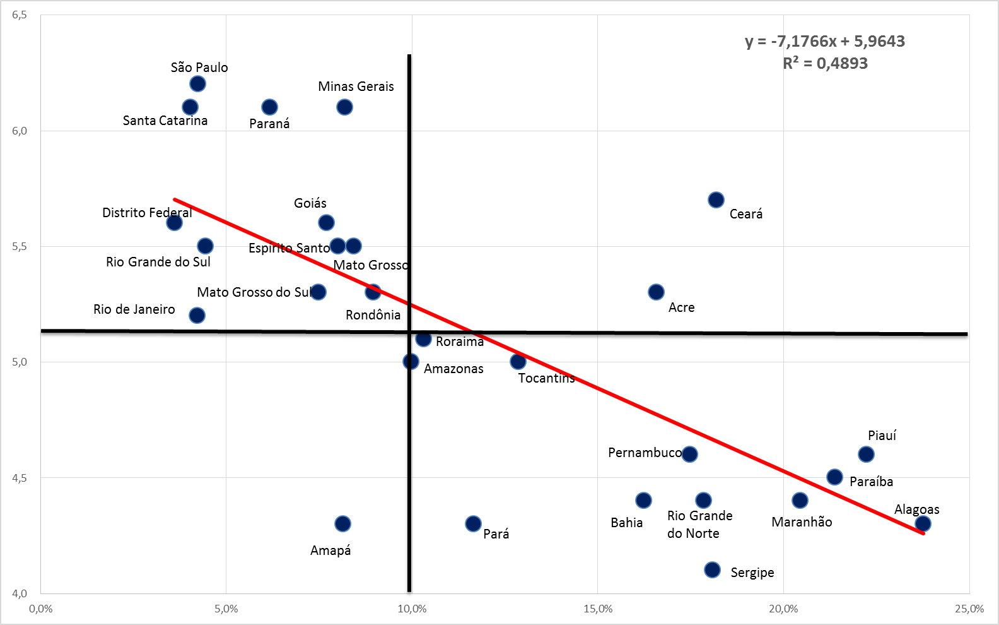 6,5
y = -7,1766x + 5,9643
R² = 0,4893
São Paulo
Minas Gerais
Santa Catarina
Paraná
6,0
Goiás
Distrito Federal
Ceará
5,5
Espírito Santo
Rio Grande do Sul
Mato Grosso
Mato Grosso do Sul
Rio de Janeiro
Rondônia
Acre
Roraima
5,0
Amazonas
Tocantins
Piauí
Pernambuco
4,5
Paraíba
Alagoas
Bahia
Rio Grande
do Norte
Maranhão
Pará
Amapá
Sergipe
4,0
0,0%
5,0%
10,0%
15,0%
20,0%
25,0%